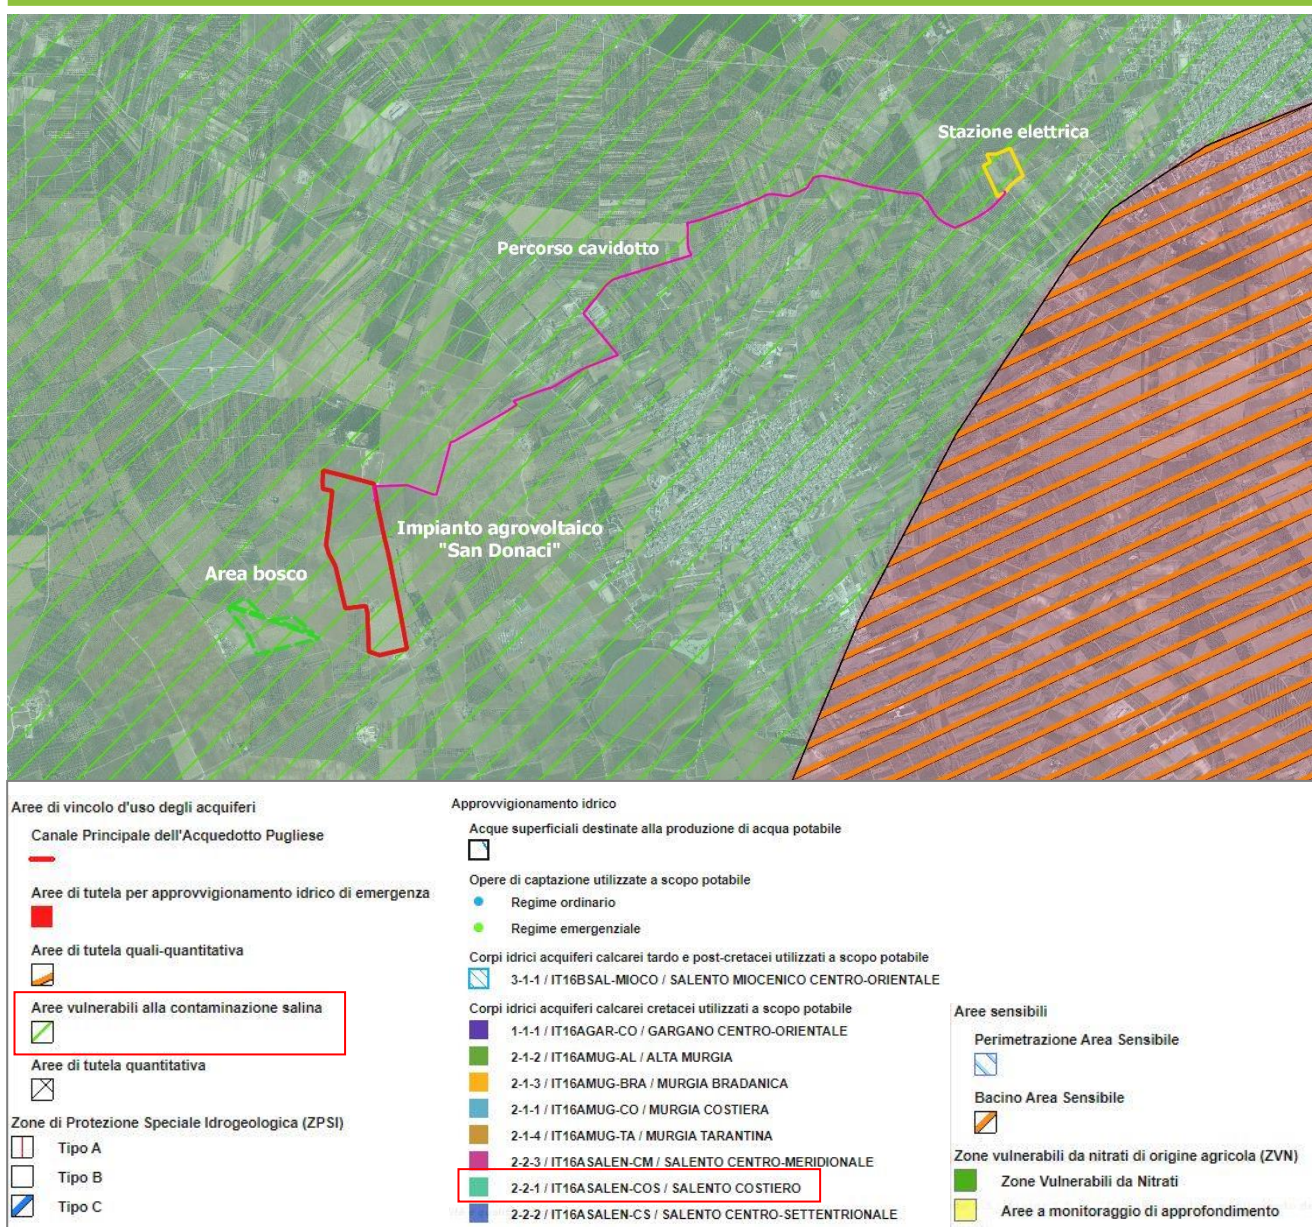 Stazione elettrica
Percorso cavidotto
Impianto agrovoltaico
"San Donaci"
Area bosco
Aree di vincolo d'uso degli acquiferi
Canale Principale dell'Acquedotto Pugliese
Aree di tutela per approvvigionamento idrico di emergenza
Aree di tutela quali-quantitativa
Aree vulnerabili alla contaminazione salina
Aree di tutela quantitativa
Zone di Protezione Speciale Idrogeologica (ZPSI)
Tipo A
Tipo B
Tipo C
Approvvigionamento idrico
Acque superficiali destinate alla produzione di acqua potabile
Opere di captazione utilizzate a scopo potabile
Regime ordinario
Regime emergenziale
Corpi idrici acquiferi calcarei tardo e post-cretacei utilizzati a scopo potabile
3-1-1 / IT16BSAL-MIOCO / SALENTO MIOCENICO CENTRO-ORIENTALE
Corpi idrici acquiferi calcarei cretacei utilizzati a scopo potabile
1-1-1 / IT16AGAR-CO / GARGANO CENTRO-ORIENTALE
2-1-2 / IT16AMUG-AL / ALTA MURGIA
2-1-3 / IT16AMUG-BRA / MURGIA BRADANICA
2-1-1 / IT16AMUG-CO / MURGIA COSTIERA
2-1-4 / IT16AMUG-TA / MURGIA TARANTINA
2-2-3 / IT16ASALEN-CM / SALENTO CENTRO-MERIDIONALE
2-2-1 / IT16ASALEN-COS / SALENTO COSTIERO
2-2-2 / IT16ASALEN-CS / SALENTO CENTRO-SETTENTRIONALE
Aree sensibili
Perimetrazione Area Sensibile
Bacino Area Sensibile
Zone vulnerabili da nitrati di origine agricola (ZVN)
Zone Vulnerabili da Nitrati
Aree a monitoraggio di approfondimento